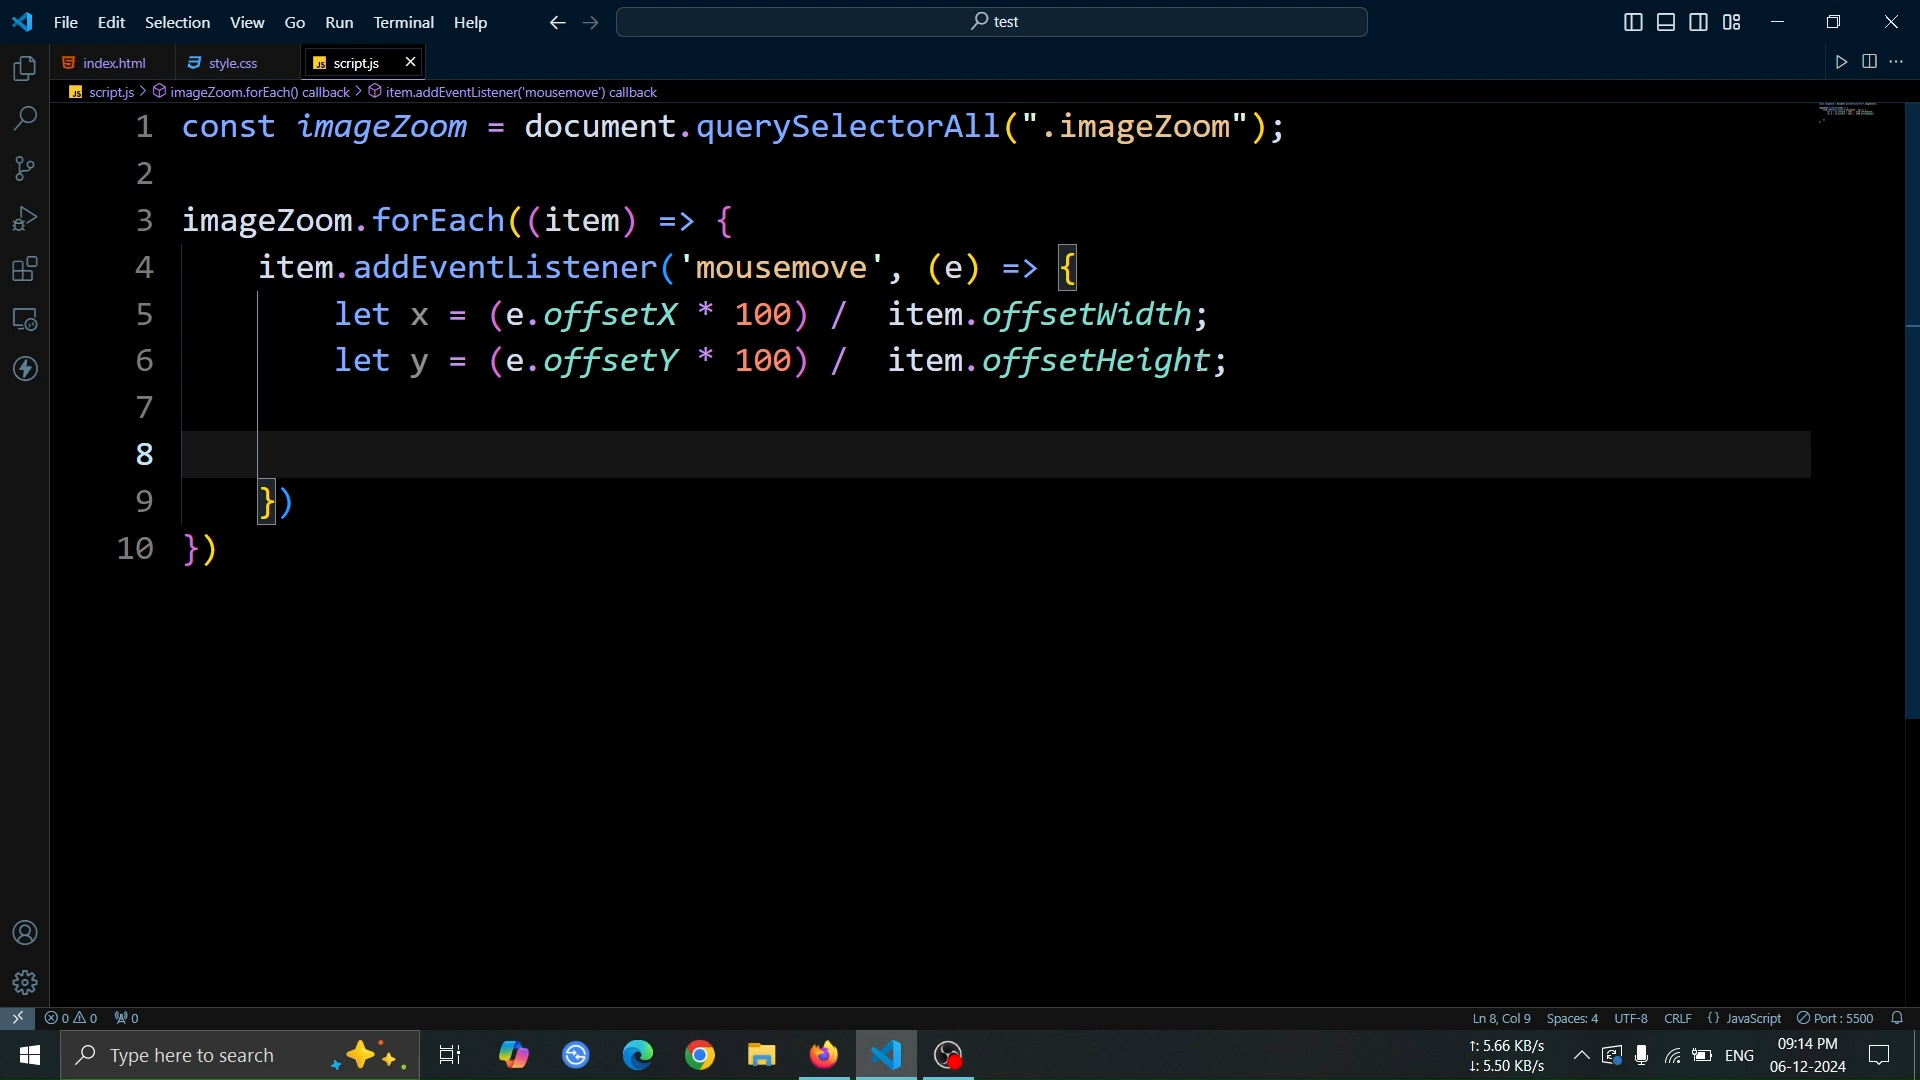 File Edit Selection View Go Run Terminal Help test
index.html style.css JS script.js
JS script.js > imageZoom.forEach() callback > item.addEventListener('mousemove') callback
1 const imageZoom = document.querySelectorAll(".imageZoom");
2
3 imageZoom.forEach((item) => {
4 item.addEventListener('mousemove', (e) => {
5 let x = (e.offsetX * 100) / item.offsetWidth;
6 let y = (e.offsetY * 100) / item.offsetHeight;
7
8
9 })
10 })
0 0 0 Ln 8, Col 9 Spaces: 4 UTF-8 CRLF {} JavaScript Port : 5500
Type here to search ↑: 5.66 KB/s ENG 09:14 PM
↓: 5.50 KB/s 06-12-2024